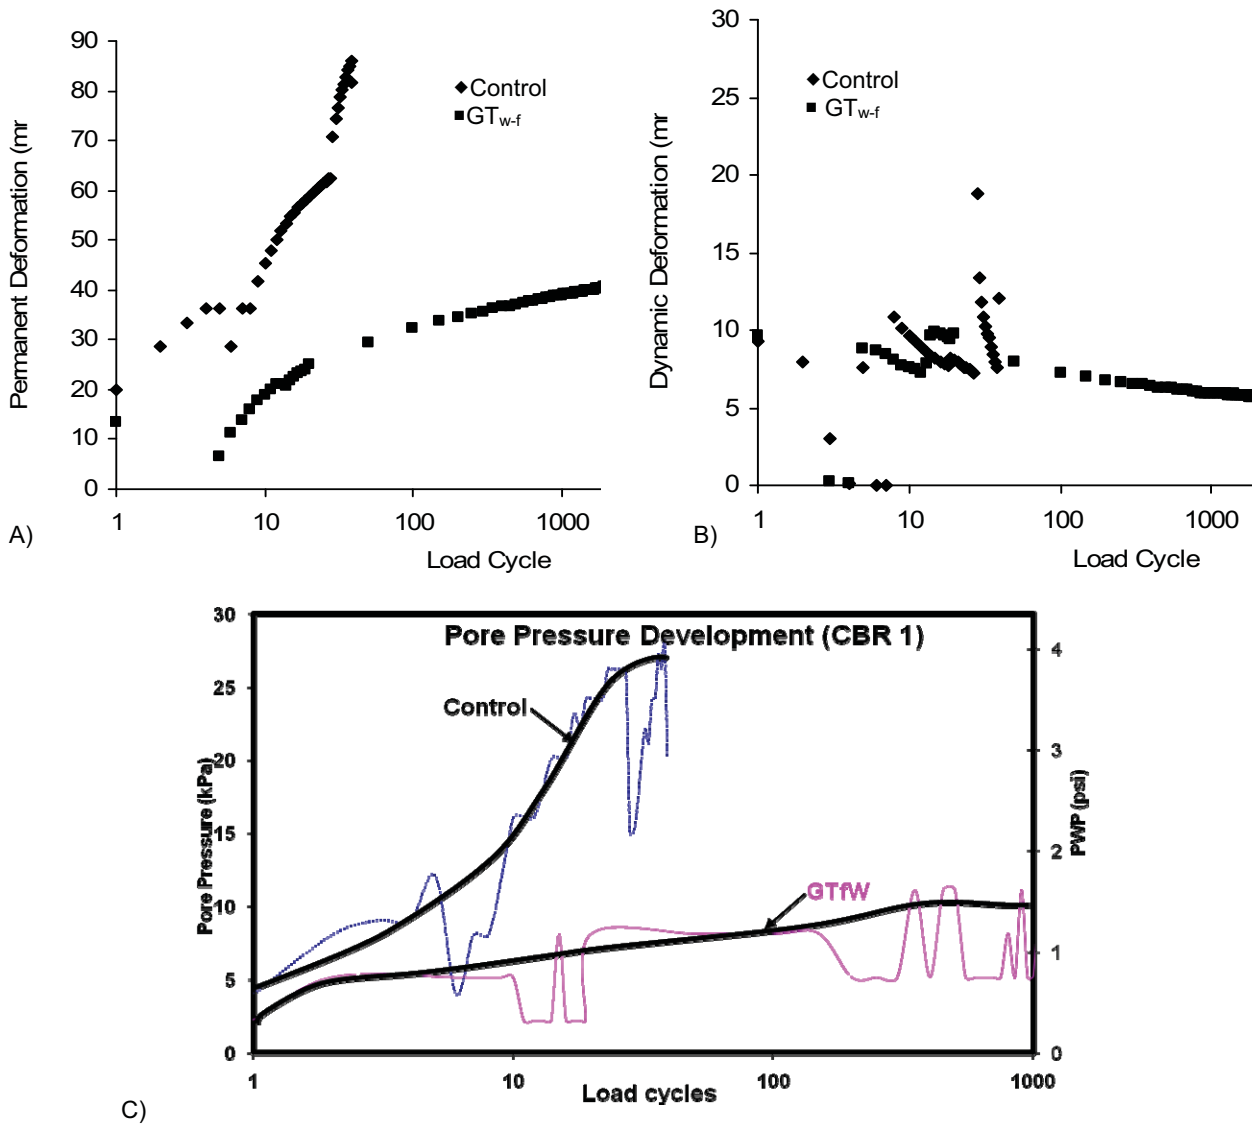 90
80
70
60
50
40
30
20
10
0
Permanent Deformation (mr
Control
GTw-f
1
10
100
1000
Load Cycle
A)
30
25
20
15
10
5
0
Dynamic Deformation (mr
Control
GTw-f
1
10
100
1000
Load Cycle
B)
Pore Pressure Development (CBR 1)
30
25
20
15
10
5
0
Pore Pressure (kPa)
Control
GTfW
4
3
2
1
0
PWP (psi)
1
10
100
1000
Load cycles
C)